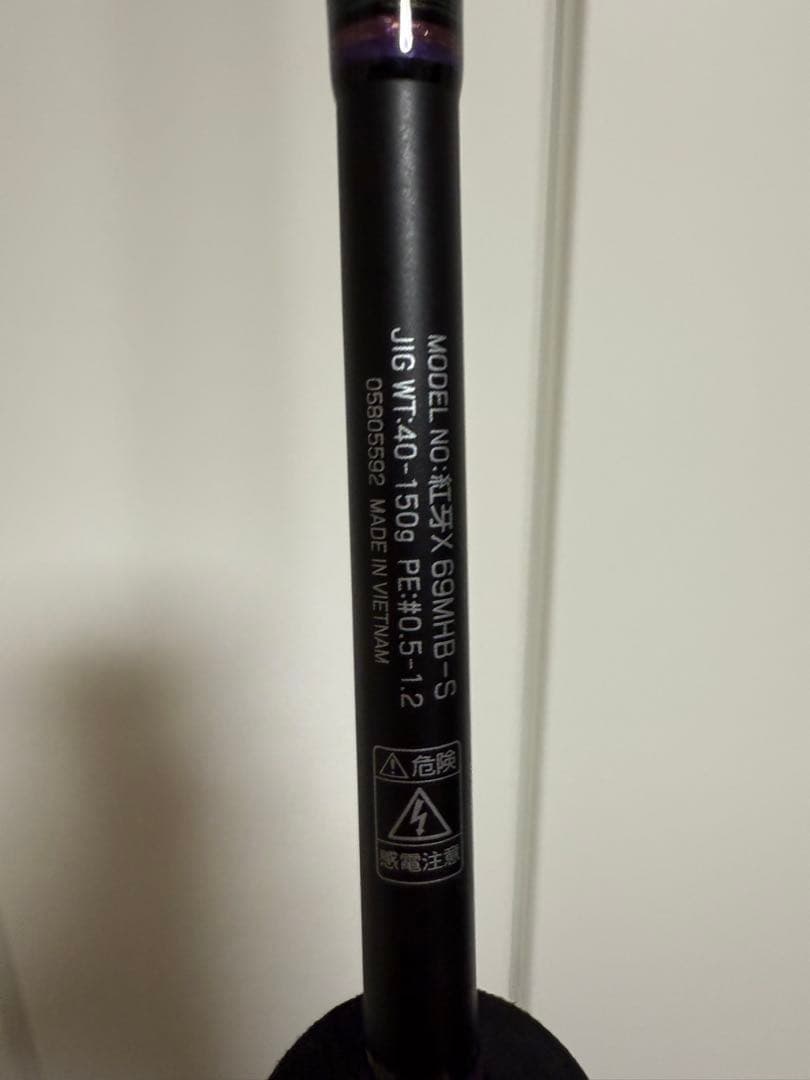 MODEL NO:紅牙X 69MHB-S
JIG WT:40-150g PE:#0.5-1.2
05805592 MADE IN VIETNAM
危険
感電注意